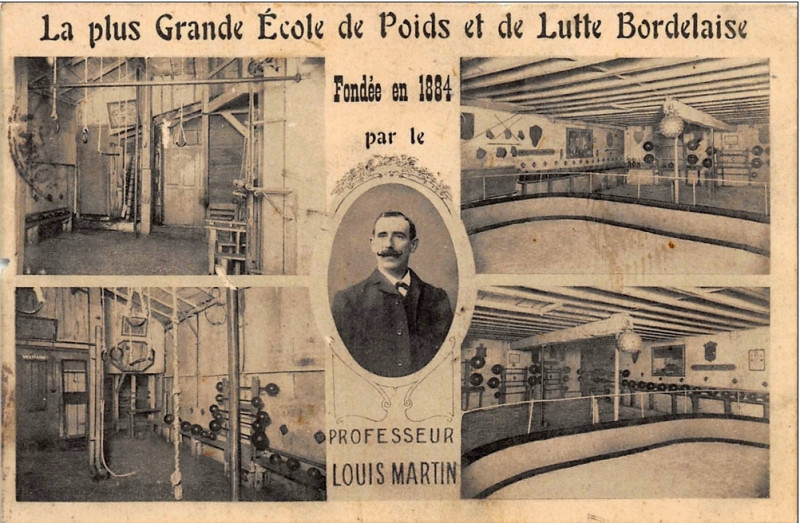 La plus Grande École de Poids et de Lutte Bordelaise
Fondée en 1884
par le
PROFESSEUR
LOUIS MARTIN